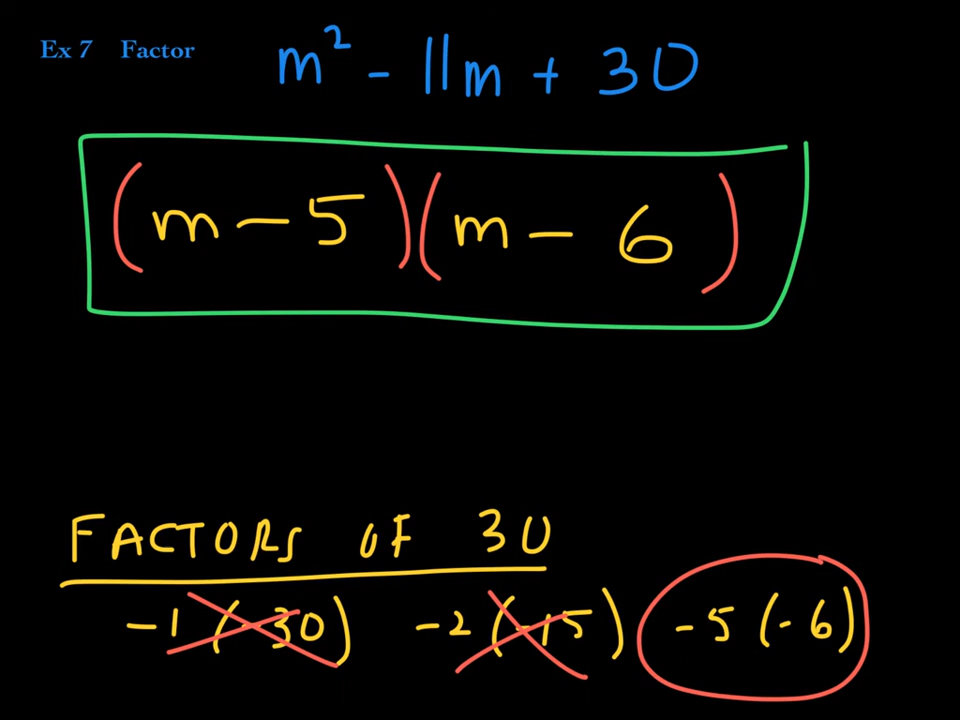 Ex 7 Factor m² - 11m + 30
(m - 5)(m - 6)
FACTORS OF 30
-1(-30) -2(-15) -5(-6)